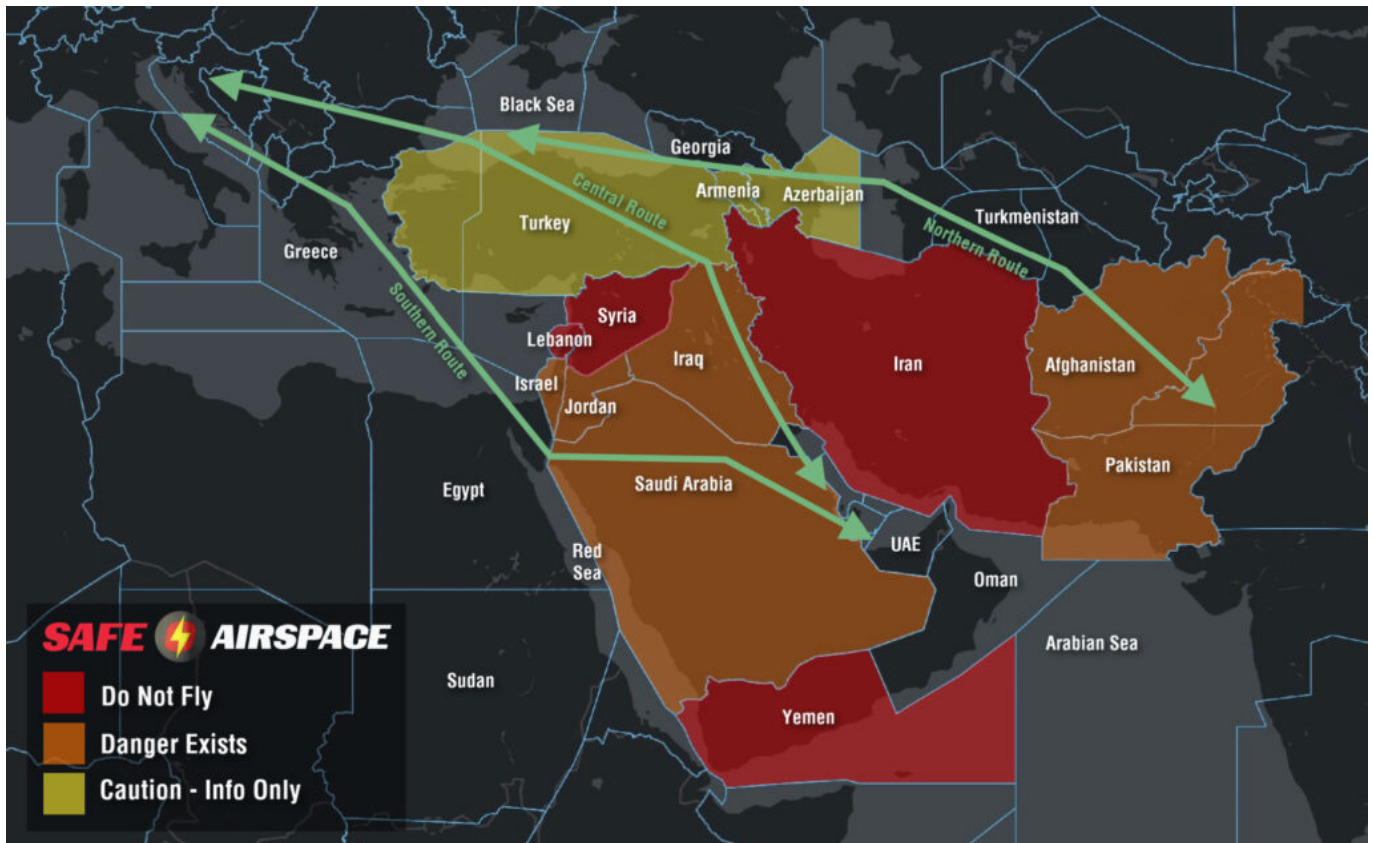 Black Sea
Georgia
Armenia
Azerbaijan
Central Route
Turkmenistan
Turkey
Northern Route
Greece
Southern Route
Syria
Lebanon
Iraq
Iran
Afghanistan
Israel
Jordan
Pakistan
Saudi Arabia
Egypt
UAE
Red
Sea
Oman
Arabian Sea
SAFE AIRSPACE
Do Not Fly
Danger Exists
Caution - Info Only
Sudan
Yemen